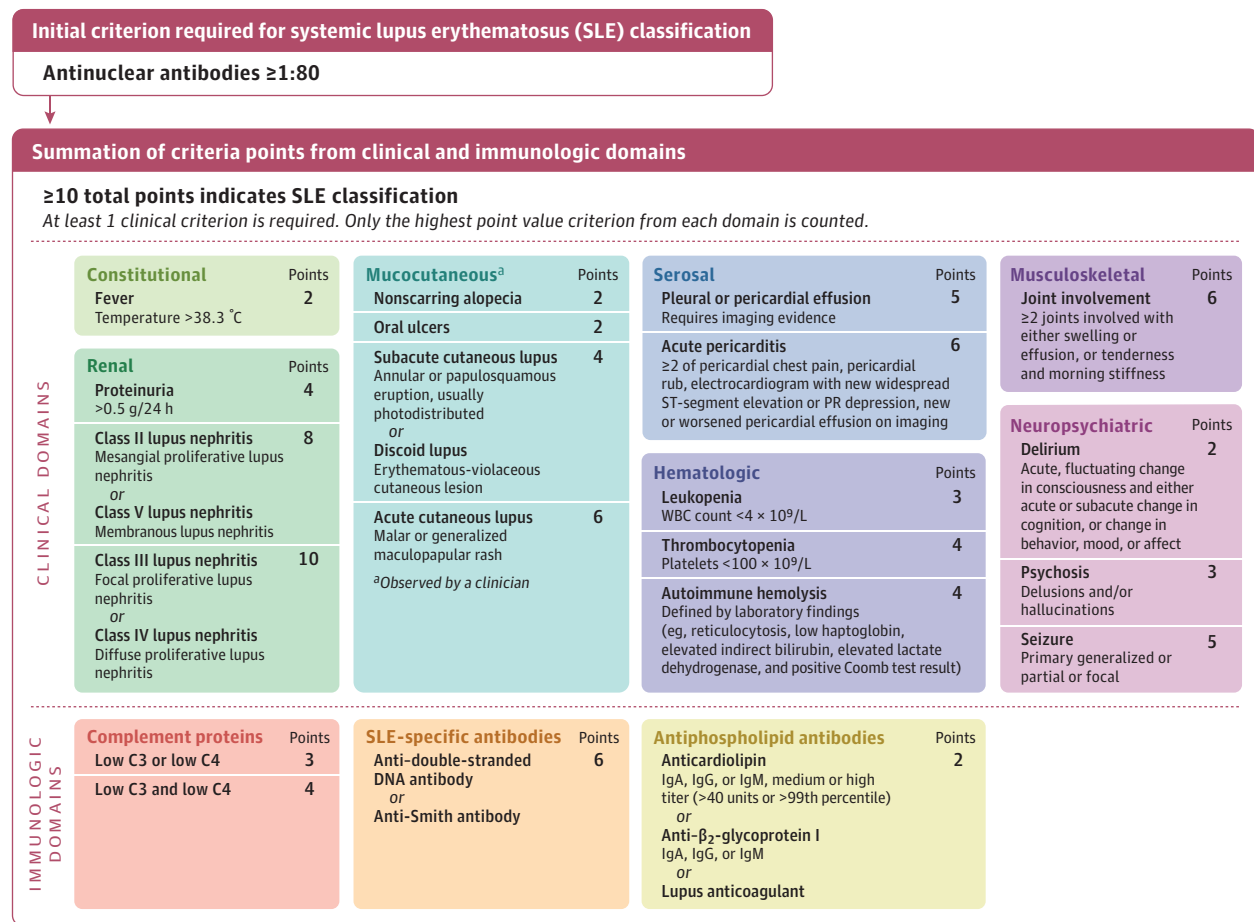 Initial criterion required for systemic lupus erythematosus (SLE) classification
Antinuclear antibodies ≥1:80
Summation of criteria points from clinical and immunologic domains
≥10 total points indicates SLE classification
At least 1 clinical criterion is required. Only the highest point value criterion from each domain is counted.
CLINICAL DOMAINS
Constitutional Points
Fever 2
Temperature >38.3 °C
Renal Points
Proteinuria 4
>0.5 g/24 h
Class II lupus nephritis 8
Mesangial proliferative lupus
nephritis
or
Class V lupus nephritis
Membranous lupus nephritis
Class III lupus nephritis 10
Focal proliferative lupus
nephritis
or
Class IV lupus nephritis
Diffuse proliferative lupus
nephritis
Mucocutaneousᵃ Points
Nonscarring alopecia 2
Oral ulcers 2
Subacute cutaneous lupus 4
Annular or papulosquamous
eruption, usually
photodistributed
or
Discoid lupus
Erythematous-violaceous
cutaneous lesion
Acute cutaneous lupus 6
Malar or generalized
maculopapular rash
ᵃObserved by a clinician
Serosal Points
Pleural or pericardial effusion 5
Requires imaging evidence
Acute pericarditis 6
≥2 of pericardial chest pain, pericardial
rub, electrocardiogram with new widespread
ST-segment elevation or PR depression, new
or worsened pericardial effusion on imaging
Hematologic Points
Leukopenia 3
WBC count <4 × 10⁹/L
Thrombocytopenia 4
Platelets <100 × 10⁹/L
Autoimmune hemolysis 4
Defined by laboratory findings
(eg, reticulocytosis, low haptoglobin,
elevated indirect bilirubin, elevated lactate
dehydrogenase, and positive Coomb test result)
Musculoskeletal Points
Joint involvement 6
≥2 joints involved with
either swelling or
effusion, or tenderness
and morning stiffness
Neuropsychiatric Points
Delirium 2
Acute, fluctuating change
in consciousness and either
acute or subacute change in
cognition, or change in
behavior, mood, or affect
Psychosis 3
Delusions and/or
hallucinations
Seizure 5
Primary generalized or
partial or focal
IMMUNOLOGIC
DOMAINS
Complement proteins Points
Low C3 or low C4 3
Low C3 and low C4 4
SLE-specific antibodies Points
Anti-double-stranded 6
DNA antibody
or
Anti-Smith antibody
Antiphospholipid antibodies Points
Anticardiolipin 2
IgA, IgG, or IgM, medium or high
titer (>40 units or >99th percentile)
or
Anti-β₂-glycoprotein I
IgA, IgG, or IgM
or
Lupus anticoagulant